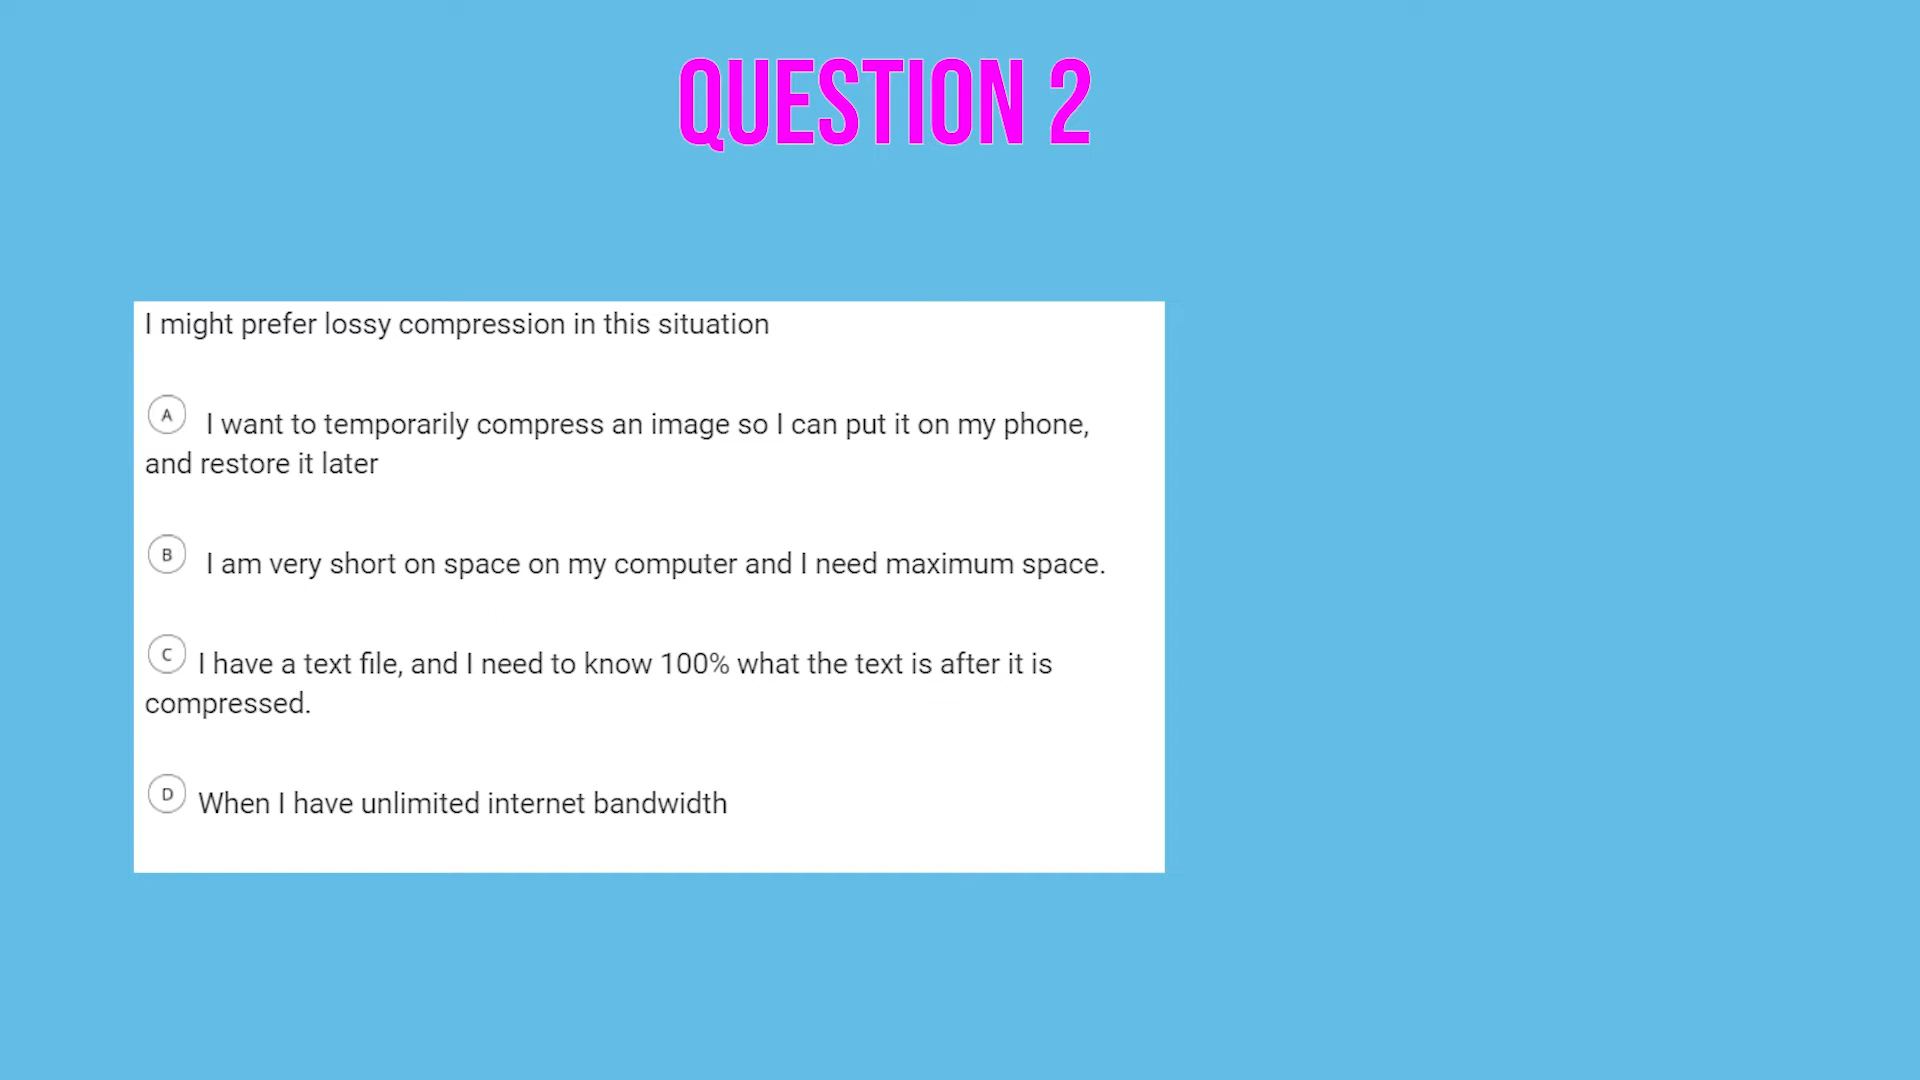 QUESTION 2
I might prefer lossy compression in this situation
A I want to temporarily compress an image so I can put it on my phone,
and restore it later
B I am very short on space on my computer and I need maximum space.
C I have a text file, and I need to know 100% what the text is after it is
compressed.
D When I have unlimited internet bandwidth